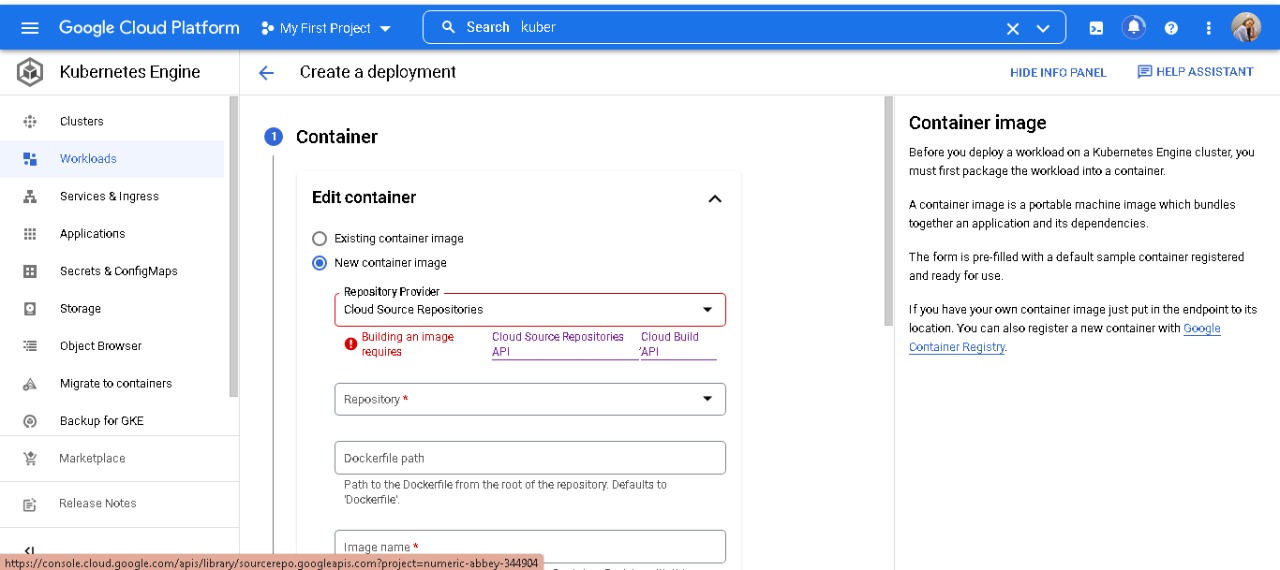 Google Cloud Platform
My First Project
Search kuber
Kubernetes Engine
Create a deployment
HIDE INFO PANEL
HELP ASSISTANT
Clusters
Workloads
Services & Ingress
Applications
Secrets & ConfigMaps
Storage
Object Browser
Migrate to containers
Backup for GKE
Marketplace
Release Notes
1 Container
Edit container
Existing container image
New container image
Repository Provider
Cloud Source Repositories
Building an image
requires
Cloud Source Repositories
API
,
Cloud Build
API
Repository *
Dockerfile path
Path to the Dockerfile from the root of the repository. Defaults to
'Dockerfile'.
Image name *
Container image
Before you deploy a workload on a Kubernetes Engine cluster, you
must first package the workload into a container.
A container image is a portable machine image which bundles
together an application and its dependencies.
The form is pre-filled with a default sample container registered
and ready for use.
If you have your own container image just put in the endpoint to its
location. You can also register a new container with Google
Container Registry.
https://console.cloud.google.com/apis/library/sourcerepo.googleapis.com?project=numeric-abbey-344904